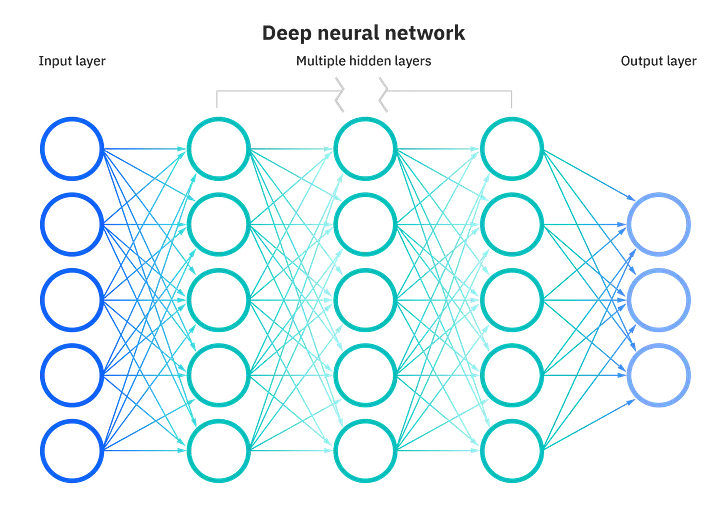 Deep neural network
Input layer
Multiple hidden layers
Output layer